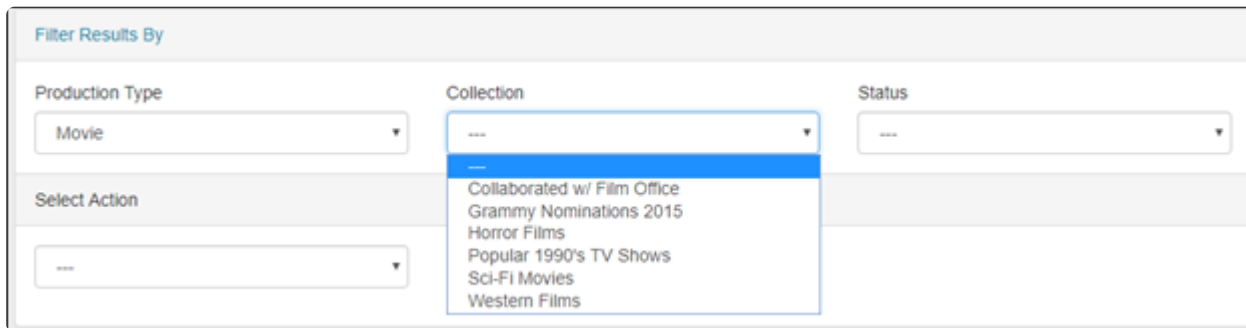 Filter Results By
Production Type Collection Status
Movie --- ---
---
Collaborated w/ Film Office
Select Action
Grammy Nominations 2015
Horror Films
Popular 1990's TV Shows
---
Sci-Fi Movies
Western Films